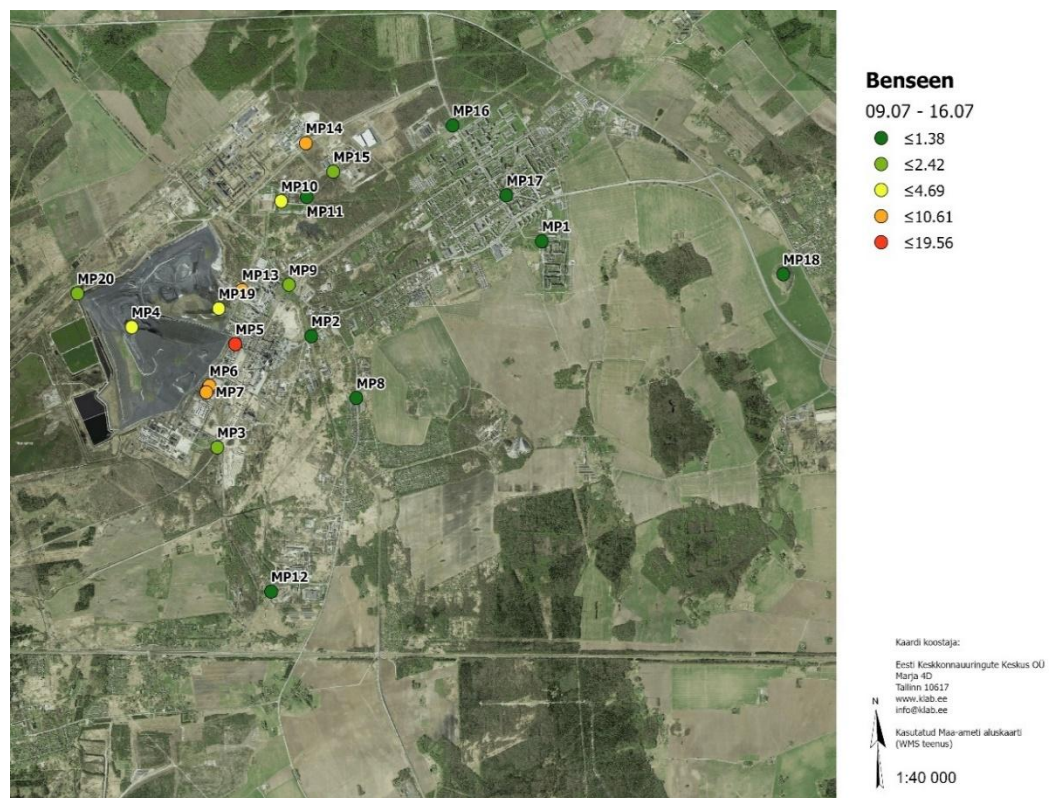 MP16
MP14
MP15
MP10
MP11
MP17
MP1
MP18
MP20
MP13
MP9
MP19
MP4
MP5
MP2
MP6
MP7
MP8
MP3
MP12
Benseen
09.07 - 16.07
≤1.38
≤2.42
≤4.69
≤10.61
≤19.56
Kaardi koostaja:
Eesti Keskkonnauuringute Keskus OÜ
Marja 4D
Tallinn 10617
www.klab.ee
info@klab.ee
Kasutatud Maa-ameti aluskaarti
(WMS teenus)
N
1:40 000